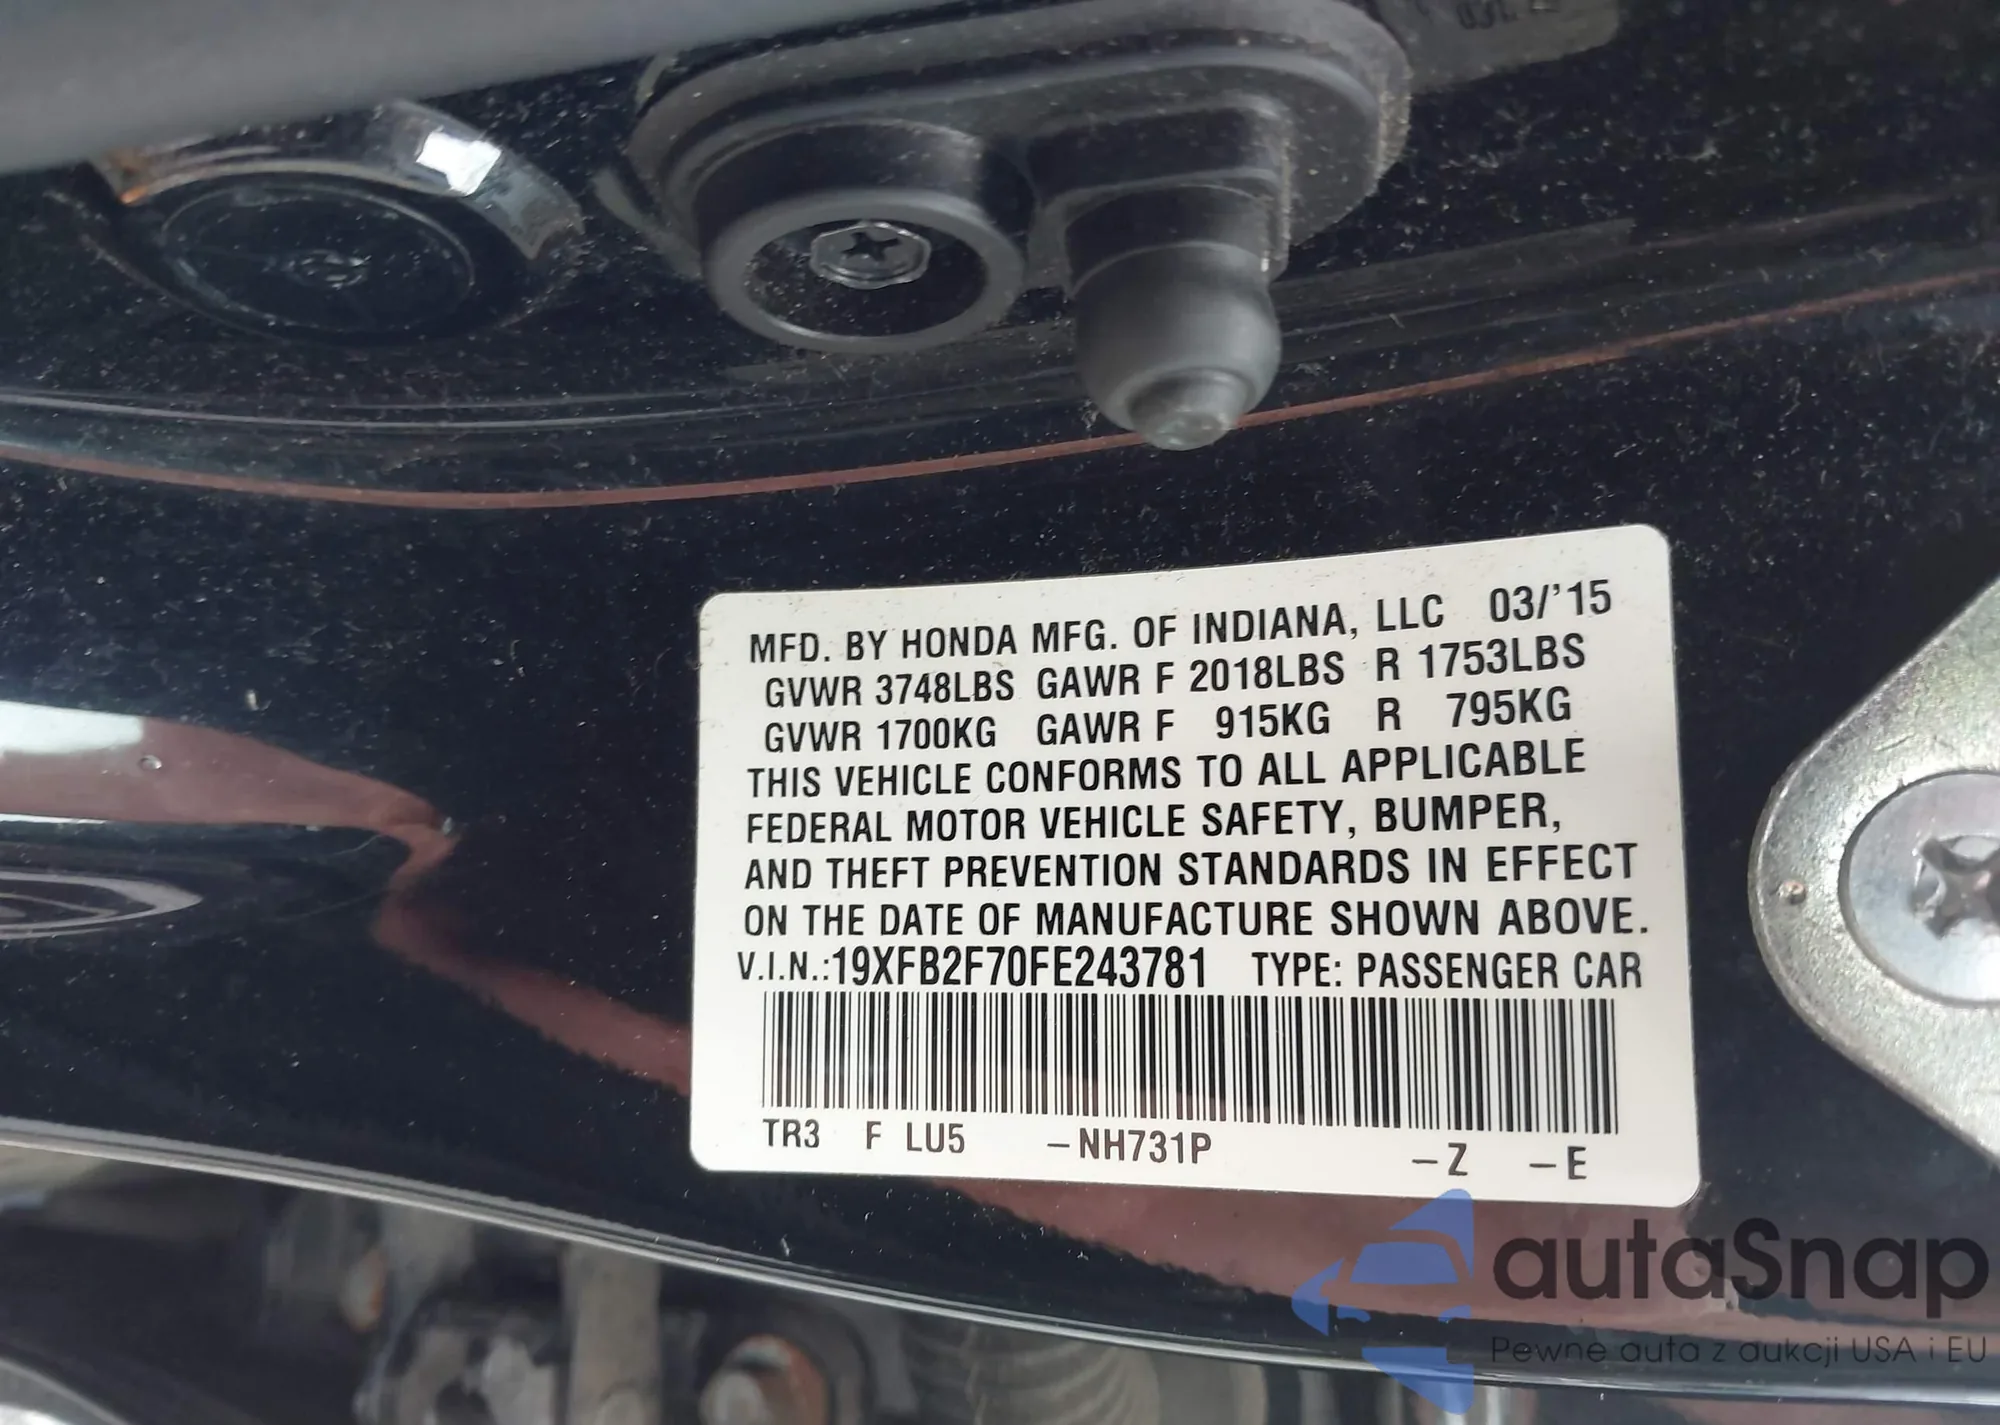 MFD. BY HONDA MFG. OF INDIANA, LLC 03/'15
GVWR 3748LBS GAWR F 2018LBS R 1753LBS
GVWR 1700KG GAWR F 915KG R 795KG
THIS VEHICLE CONFORMS TO ALL APPLICABLE
FEDERAL MOTOR VEHICLE SAFETY, BUMPER,
AND THEFT PREVENTION STANDARDS IN EFFECT
ON THE DATE OF MANUFACTURE SHOWN ABOVE.
V.I.N.:19XFB2F70FE243781 TYPE: PASSENGER CAR
TR3 F LU5 -NH731P -Z -E
autaSnap
Pewne auta z aukcji USA i EU